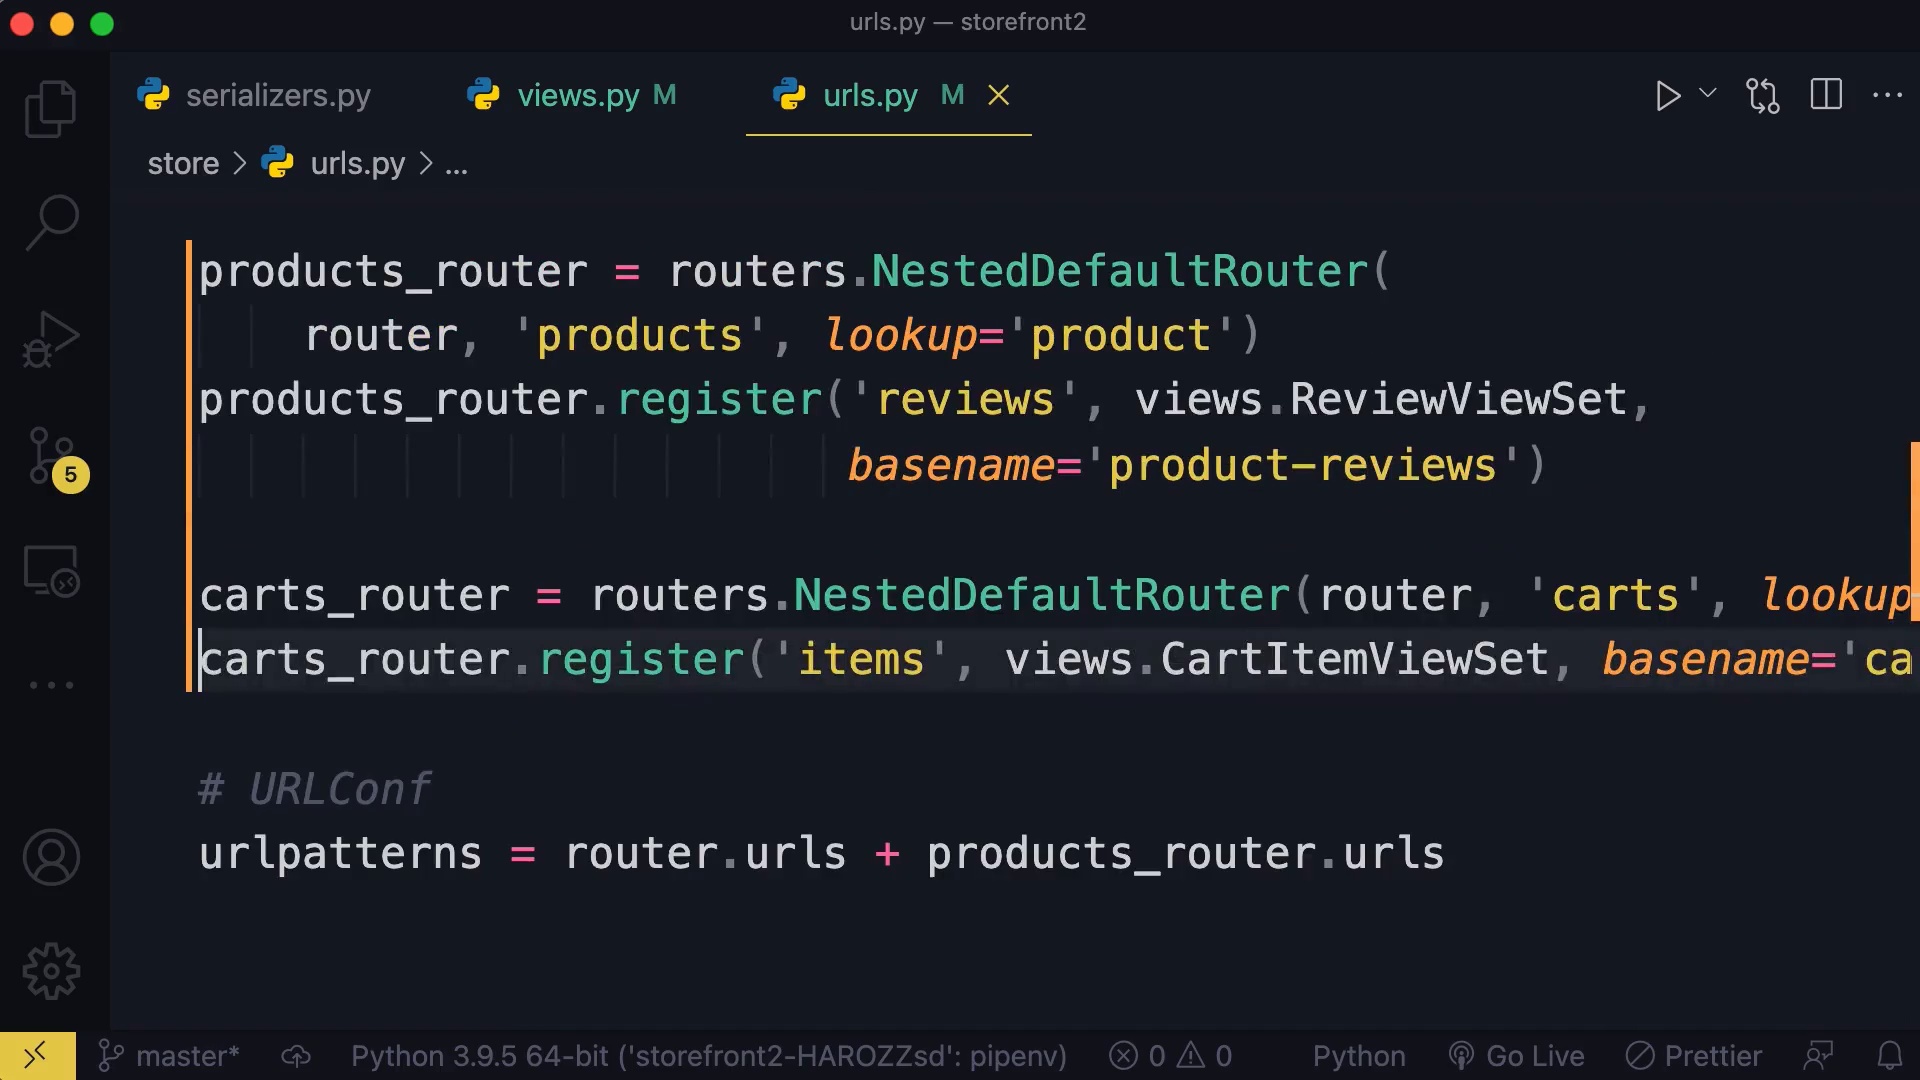 urls.py — storefront2
serializers.py
views.py M
urls.py M
store > urls.py > ...
products_router = routers.NestedDefaultRouter(
router, 'products', lookup='product')
products_router.register('reviews', views.ReviewViewSet,
basename='product-reviews')
carts_router = routers.NestedDefaultRouter(router, 'carts', lookup
carts_router.register('items', views.CartItemViewSet, basename='ca
# URLConf
urlpatterns = router.urls + products_router.urls
5
master* Python 3.9.5 64-bit ('storefront2-HAROZZsd': pipenv) 0 0 Python Go Live Prettier